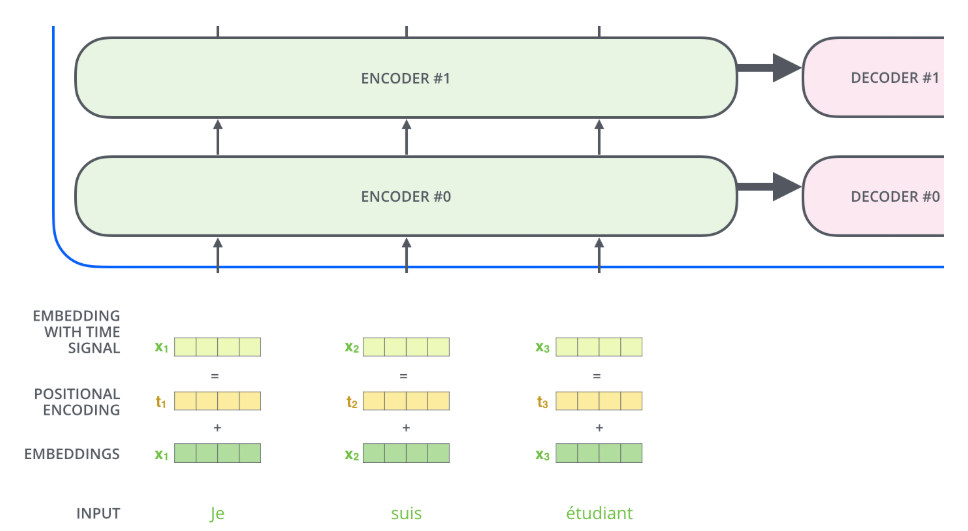 ENCODER #1
DECODER #1
ENCODER #0
DECODER #0
EMBEDDING
WITH TIME
SIGNAL
x₁
x₂
x₃
= = =
POSITIONAL
ENCODING
t₁
t₂
t₃
+ + +
EMBEDDINGS
x₁
x₂
x₃
INPUT
Je
suis
étudiant